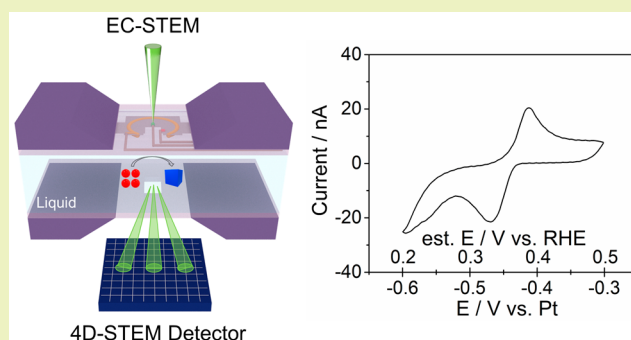 EC-STEM
Liquid
4D-STEM Detector
Current / nA
40
20
0
-20
-40
est. E / V vs. RHE
0.2 0.3 0.4 0.5
-0.6 -0.5 -0.4 -0.3
E / V vs. Pt